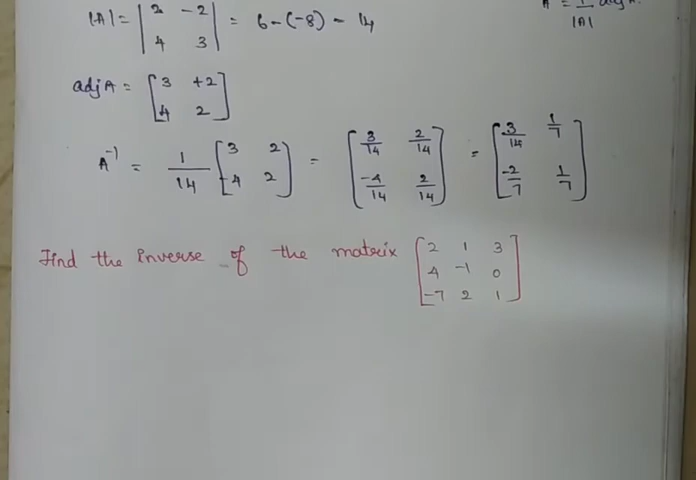 |A| = | 2 -2 | = 6 - (-8) = 14
| 4 3 |
A = 1/|A| adj A.
adj A = [ 3 +2 ]
[ 4 2 ]
A⁻¹ = 1/14 [ 3 2 ] = [ 3/14 2/14 ] = [ 3/14 1/7 ]
[ -4 2 ] [ -4/14 2/14 ] [ -2/7 1/7 ]
Find the inverse of the matrix [ 2 1 3 ]
[ 4 -1 0 ]
[ -7 2 1 ]